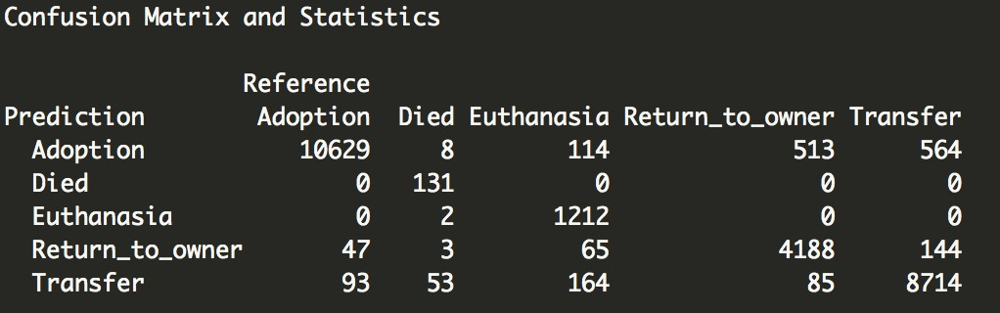 Confusion Matrix and Statistics
Reference
Prediction Adoption Died Euthanasia Return_to_owner Transfer
Adoption 10629 8 114 513 564
Died 0 131 0 0 0
Euthanasia 0 2 1212 0 0
Return_to_owner 47 3 65 4188 144
Transfer 93 53 164 85 8714